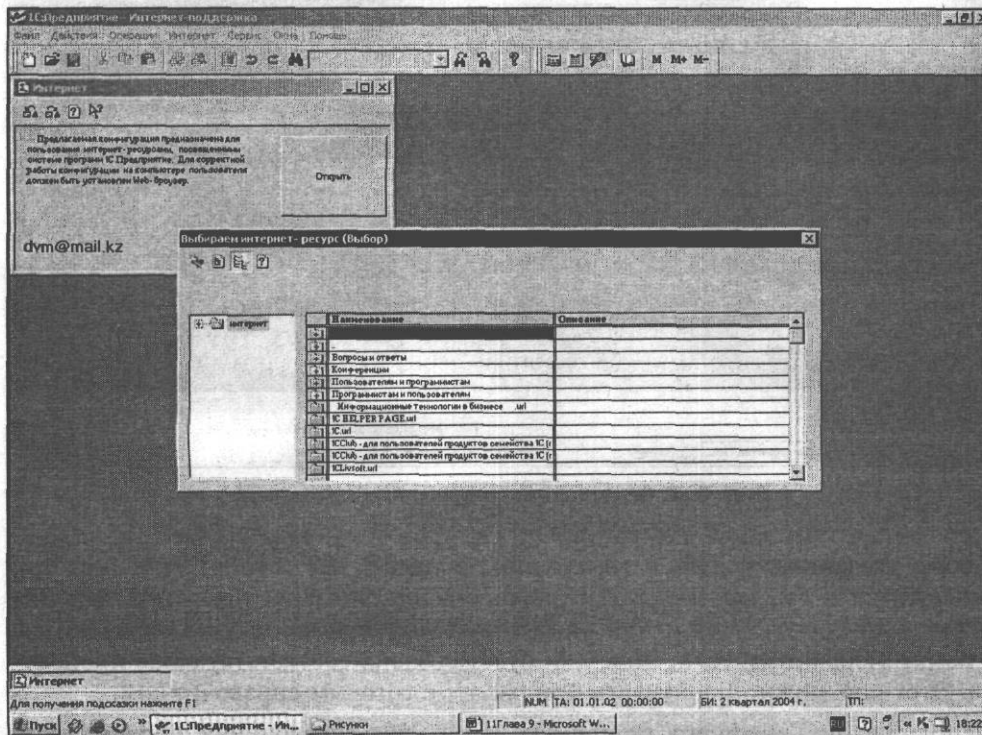 1С:Предприятие - Интернет-поддержка
Файл Действия Операции Интернет Сервис Окна Помощь
M M+ M-
Интернет
Предлагаемая конфигурация предназначена для
пользования интернет-ресурсами, посвященными
системе программ 1С Предприятие. Для корректной
работы конфигурации на компьютере пользователя
должен быть установлен Web-броузер.
Открыть
dvm@mail.kz
Выбираем интернет- ресурс (Выбор)
интернет
Наименование Описание
Вопросы и ответы
Конференции
Пользователям и программистам
Программистам и пользователям
Информационные технологии в бизнесе .url
1C HELPER PAGE.url
1C.url
1CClub - для пользователей продуктов семейства 1С (г
1CClub - для пользователей продуктов семейства 1С (г
1CLivsoft.url
Интернет
Для получения подсказки нажмите F1 NUM TA: 01.01.02 00:00:00 БИ: 2 квартал 2004 г. ТП:
Пуск » 1С:Предприятие - Ин... Рисунки 11Глава 9 - Microsoft W... « 18:22